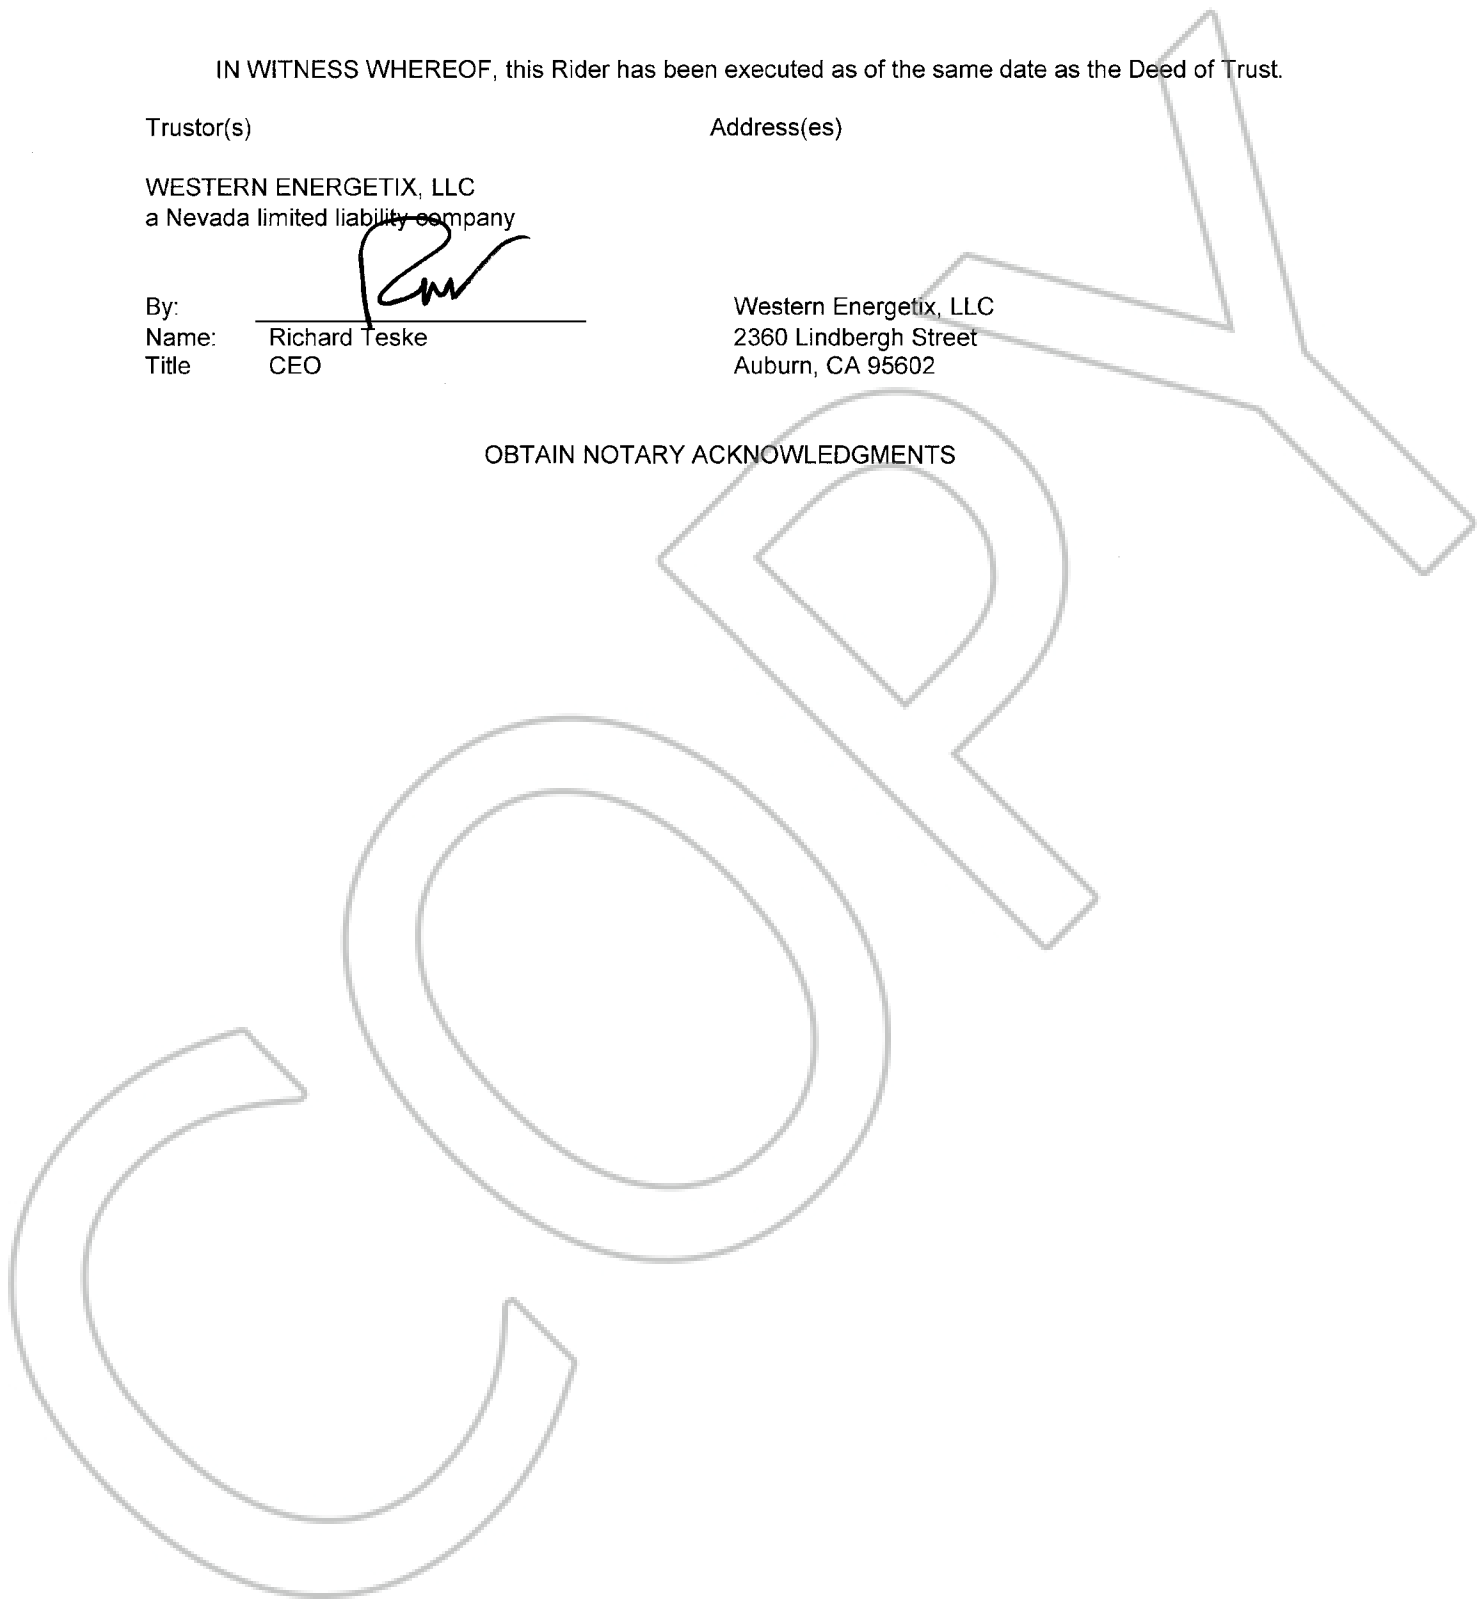 IN WITNESS WHEREOF, this Rider has been executed as of the same date as the Deed of Trust.
Trustor(s) Address(es)
WESTERN ENERGETIX, LLC
a Nevada limited liability company
By: Western Energetix, LLC
Name: Richard Teske 2360 Lindbergh Street
Title CEO Auburn, CA 95602
OBTAIN NOTARY ACKNOWLEDGMENTS
COPY